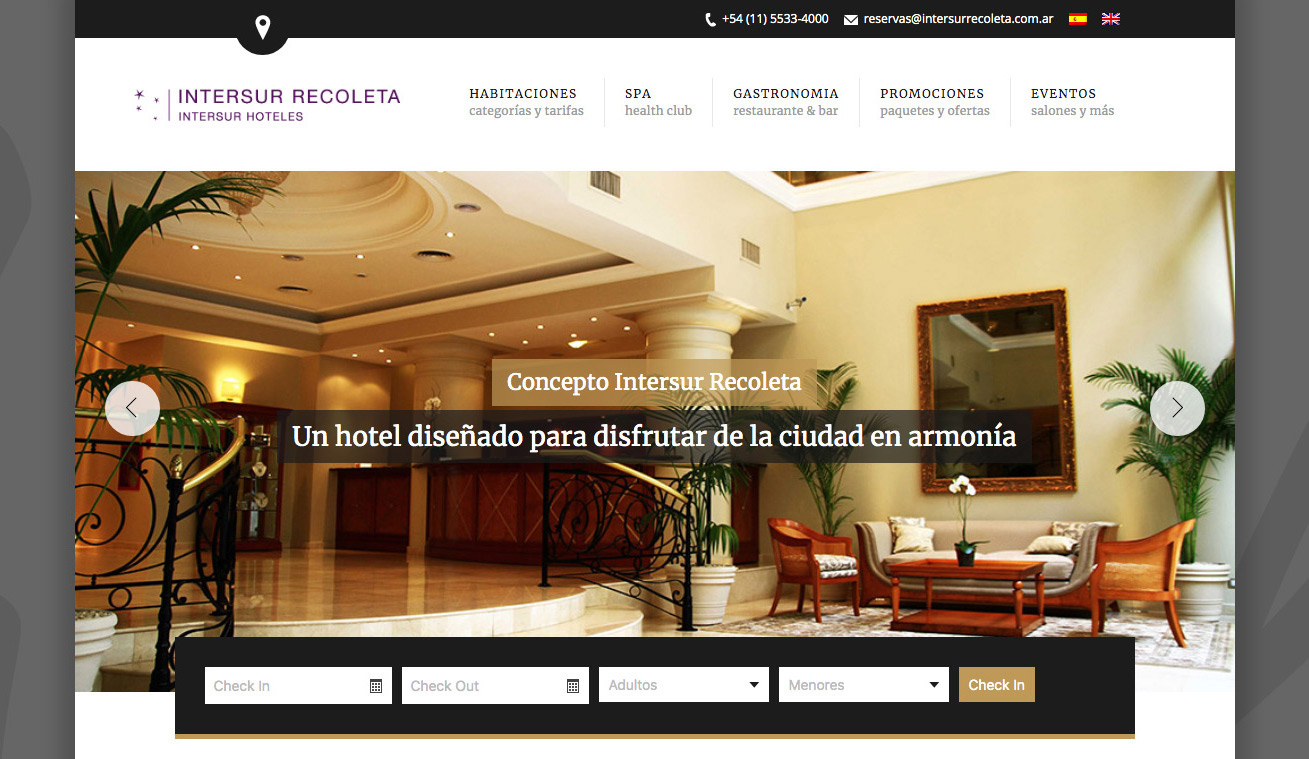 +54 (11) 5533-4000 reservas@intersurrecoleta.com.ar
INTERSUR RECOLETA
INTERSUR HOTELES
HABITACIONES
categorías y tarifas
SPA
health club
GASTRONOMIA
restaurante & bar
PROMOCIONES
paquetes y ofertas
EVENTOS
salones y más
Concepto Intersur Recoleta
Un hotel diseñado para disfrutar de la ciudad en armonía
Check In
Check Out
Adultos
Menores
Check In